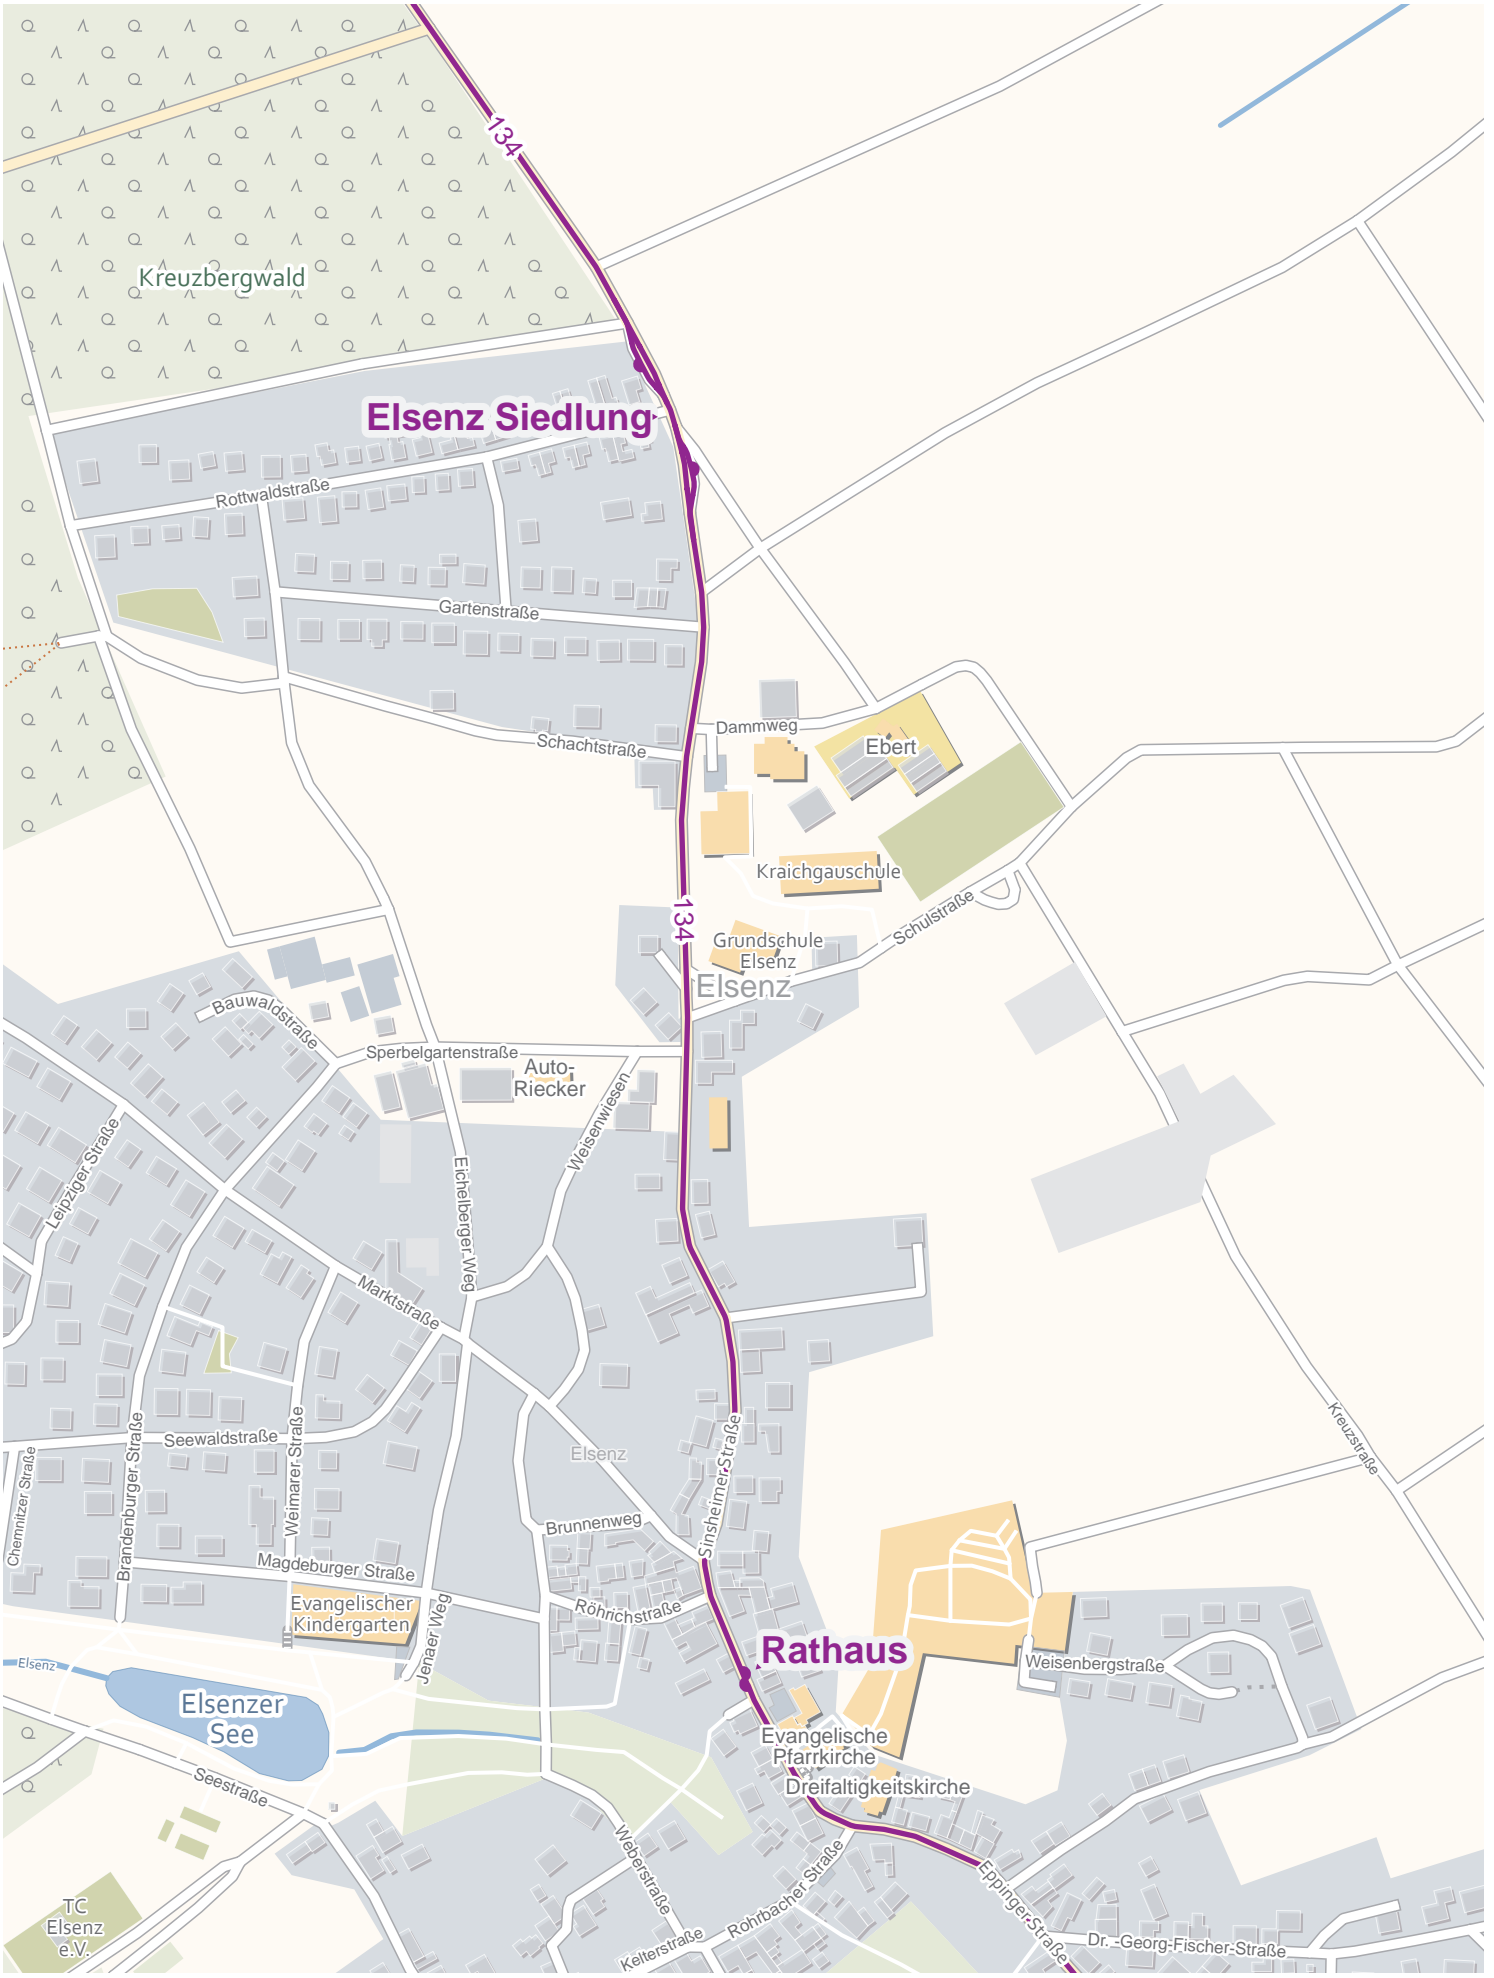 134
Kreuzbergwald
Elsenz Siedlung
Rottwaldstraße
Gartenstraße
Dammweg
Schachtstraße
Ebert
Kraichgauschule
134
Schulstraße
Grundschule
Elsenz
Elsenz
Bauwaldstraße
Sperbelgartenstraße
Auto-
Riecker
Weisenwiesen
Leipziger Straße
Eichelberger Weg
Marktstraße
Kreuzstraße
Seewaldstraße
Elsenz
Sinsheimer Straße
Chemnitzer Straße
Brandenburger Straße
Weimarer Straße
Brunnenweg
Magdeburger Straße
Evangelischer
Kindergarten
Röhrichstraße
Jenaer Weg
Rathaus
Weisenbergstraße
Elsenz
Elsenzer
See
Evangelische
Pfarrkirche
Dreifaltigkeitskirche
Seestraße
Weberstraße
Rohrbacher Straße
Eppinger Straße
TC
Elsenz
e.V.
Kelterstraße
Dr. -Georg-Fischer-Straße